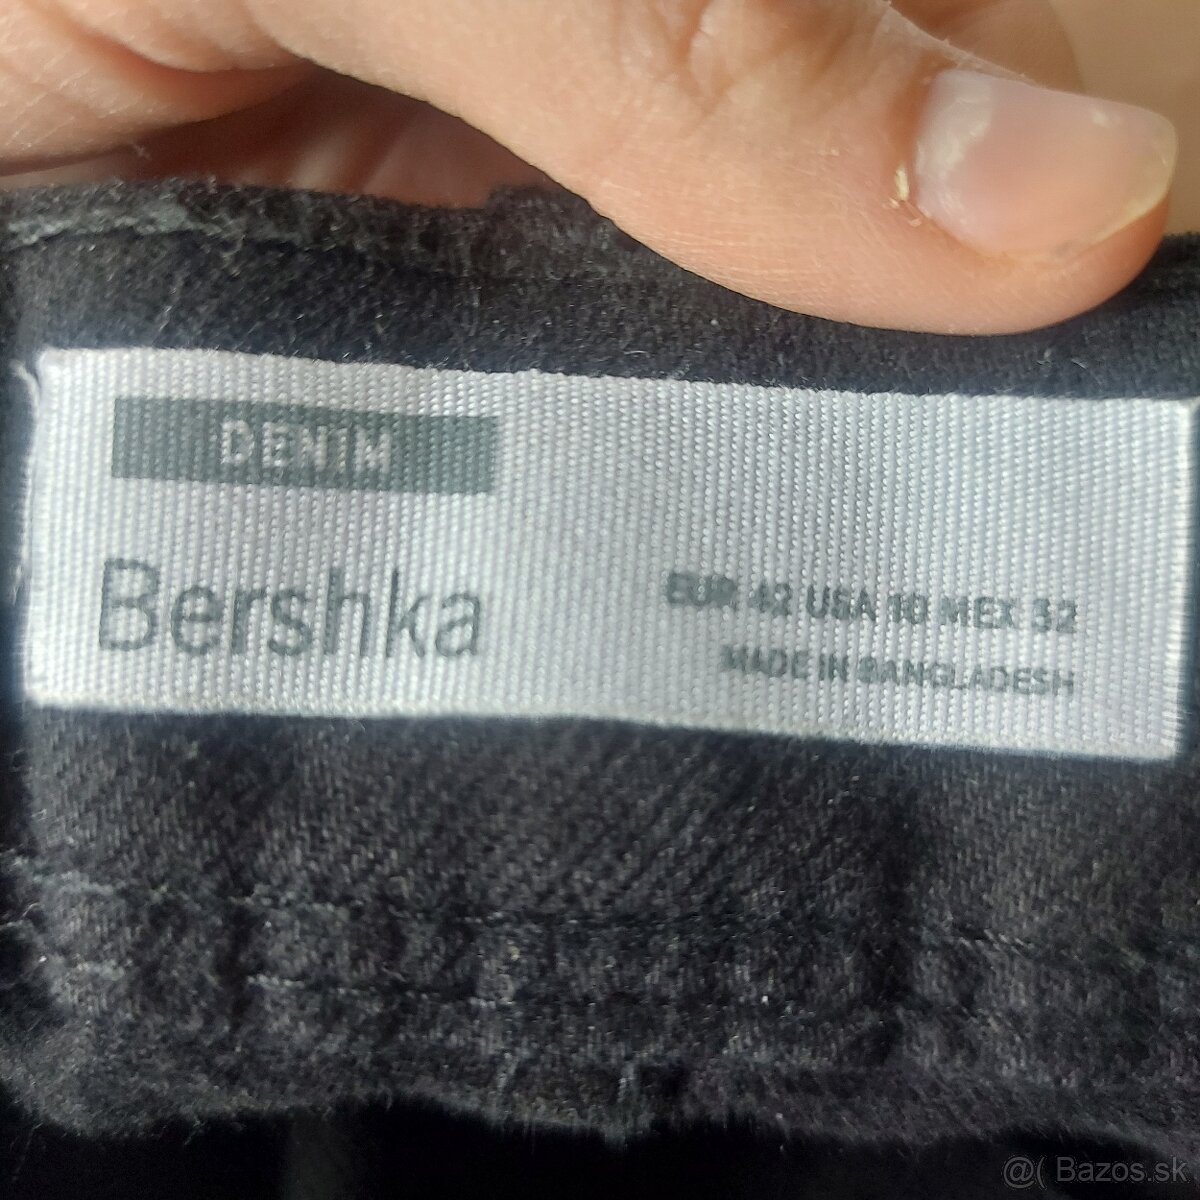 DENIM
Bershka
EUR 42 USA 10 MEX 32
MADE IN BANGLADESH
@( Bazos.sk